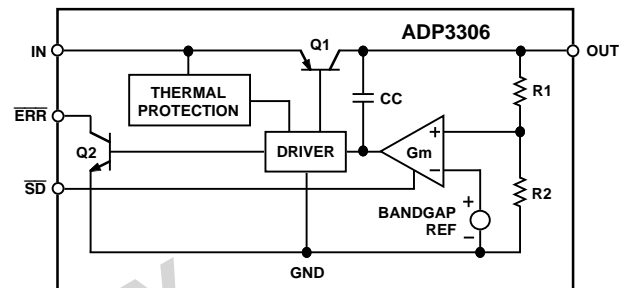 ADP3306
IN
Q1
OUT
THERMAL
PROTECTION
CC
R1
ERR
Q2
DRIVER
+
Gm
−
SD
BANDGAP
REF
+
−
R2
GND